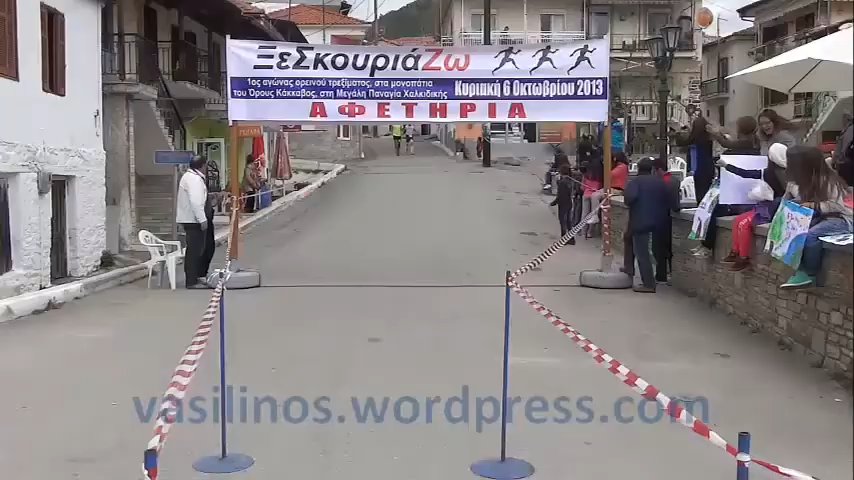 ΞεΣκουριάΖω
1ος αγώνας ορεινού τρεξίματος, στα μονοπάτια
του Όρους Κάκκαβος, στη Μεγάλη Παναγία Χαλκιδικής
Κυριακή 6 Οκτωβρίου 2013
ΑΦΕΤΗΡΙΑ
vasilinos.wordpress.com